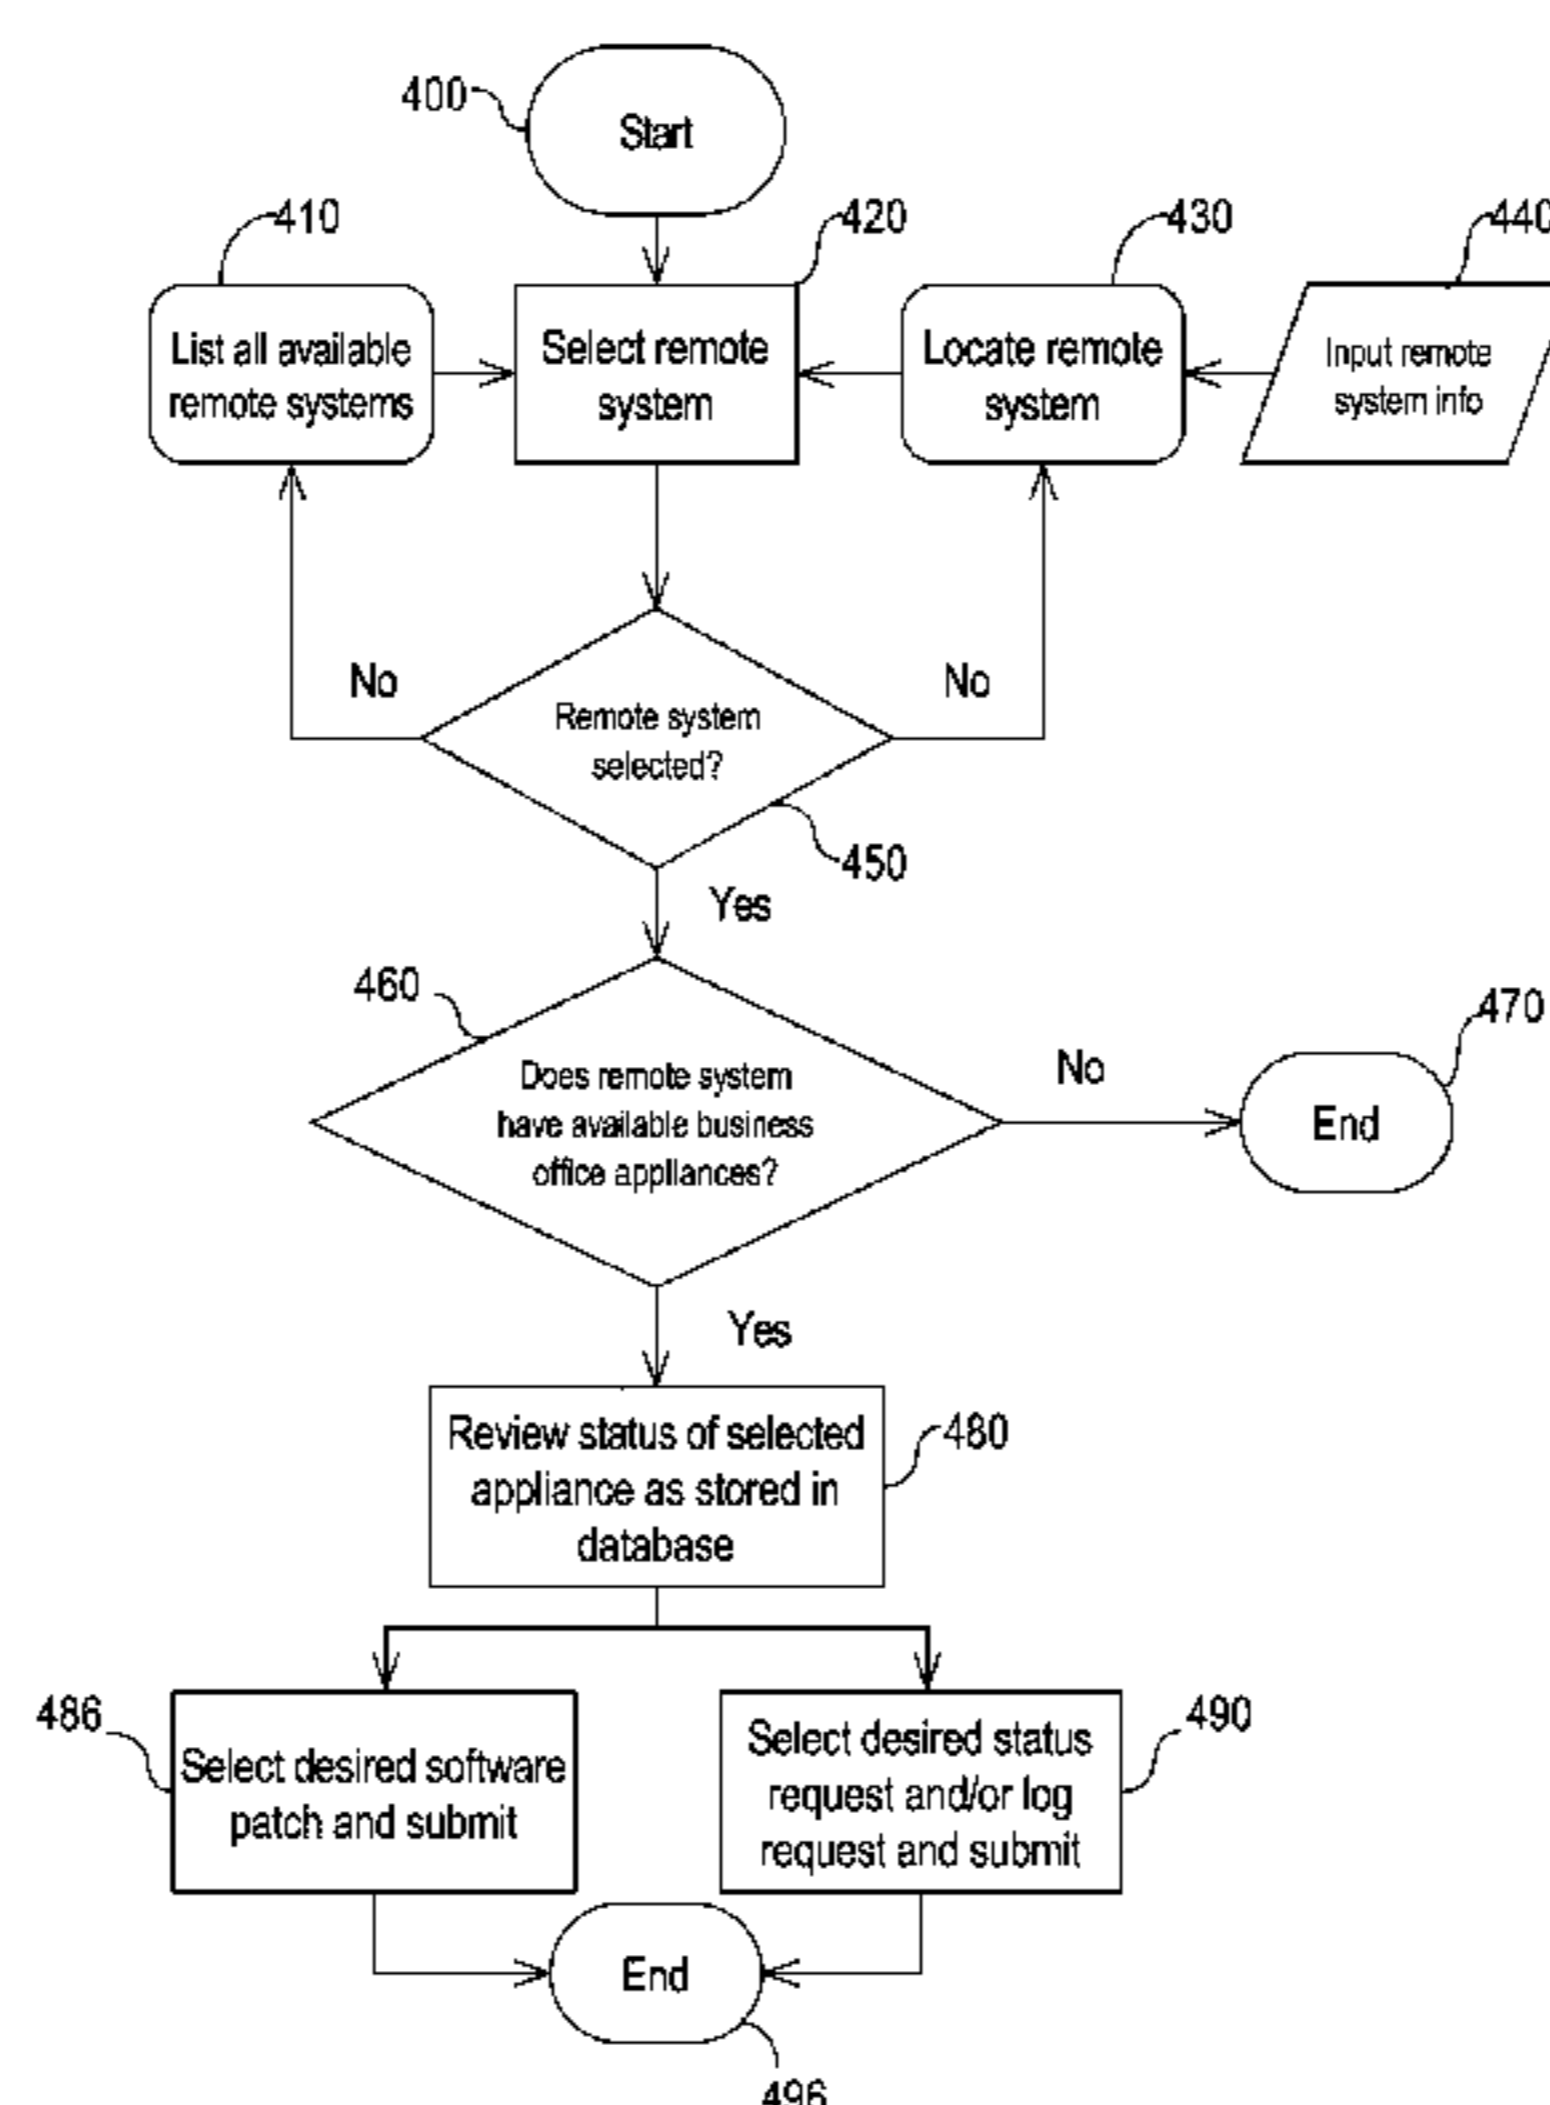 400
Start
410
420
430
440
List all available
remote systems
Select remote
system
Locate remote
system
Input remote
system info
No
No
Remote system
selected?
450
Yes
460
470
Does remote system
have available business
office appliances?
No
End
Yes
Review status of selected
appliance as stored in
database
480
486
490
Select desired software
patch and submit
Select desired status
request and/or log
request and submit
End
496